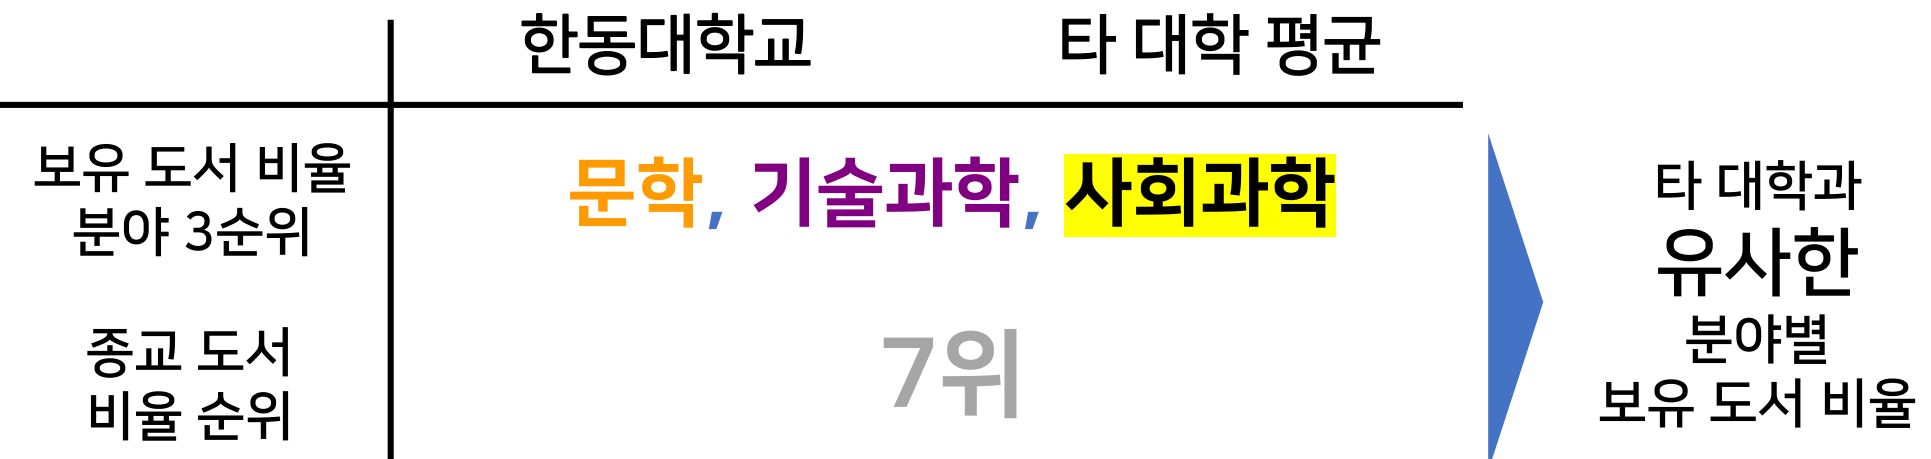 한동대학교 타 대학 평균
보유 도서 비율
분야 3순위
문학, 기술과학, 사회과학
종교 도서
비율 순위
7위
타 대학과
유사한
분야별
보유 도서 비율